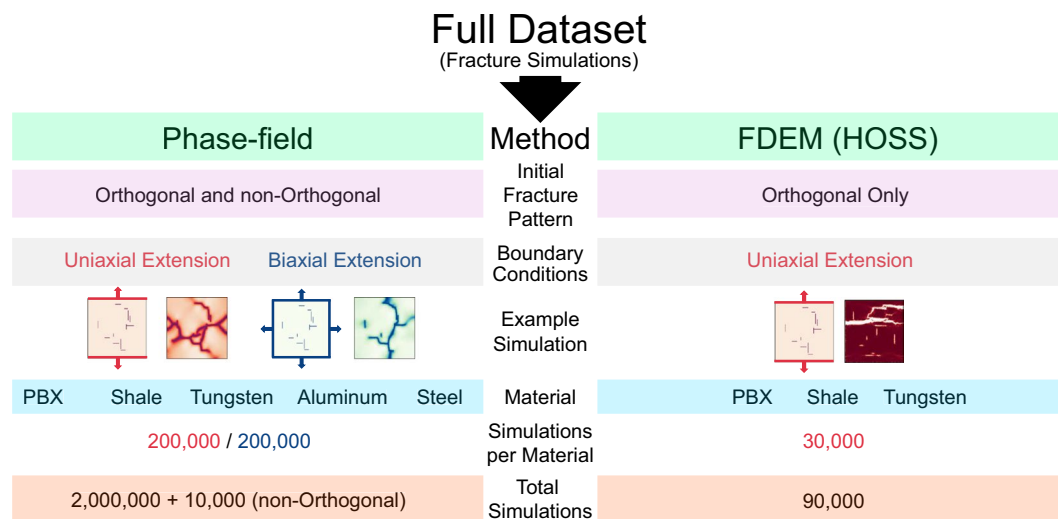 Full Dataset
(Fracture Simulations)
Phase-field Method FDEM (HOSS)
Orthogonal and non-Orthogonal Initial Fracture Pattern Orthogonal Only
Uniaxial Extension Biaxial Extension Boundary Conditions Uniaxial Extension
Example
Simulation
PBX Shale Tungsten Aluminum Steel Material PBX Shale Tungsten
200,000 / 200,000 Simulations per Material 30,000
2,000,000 + 10,000 (non-Orthogonal) Total Simulations 90,000